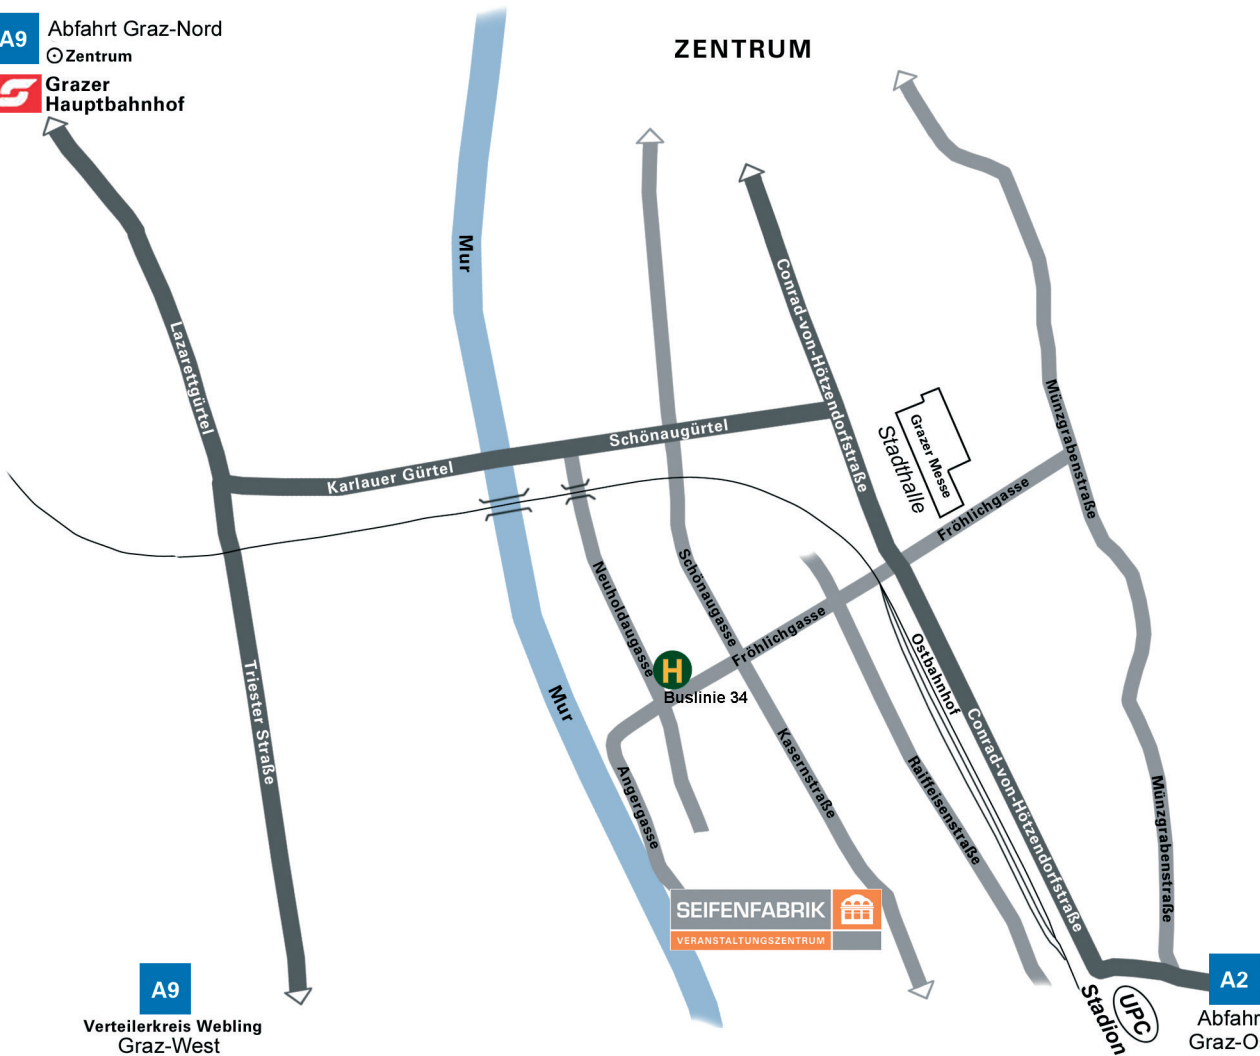 A9
Abfahrt Graz-Nord
Zentrum
Grazer
Hauptbahnhof
ZENTRUM
Mur
Lazarettgürtel
Conrad-von-Hötzendorfstraße
Münzgrabenstraße
Grazer Messe
Stadthalle
Schönaugürtel
Karlauer Gürtel
Fröhlichgasse
Neuholdaugasse
Schönaugasse
Fröhlichgasse
H
Buslinie 34
Ostbahnhof
Triester Straße
Mur
Angergasse
Kasernstraße
Raiffeisenstraße
Conrad-von-Hötzendorfstraße
Münzgrabenstraße
SEIFENFABRIK
VERANSTALTUNGSZENTRUM
A9
Verteilerkreis Webling
Graz-West
Stadion
UPC
A2
Abfahr
Graz-O